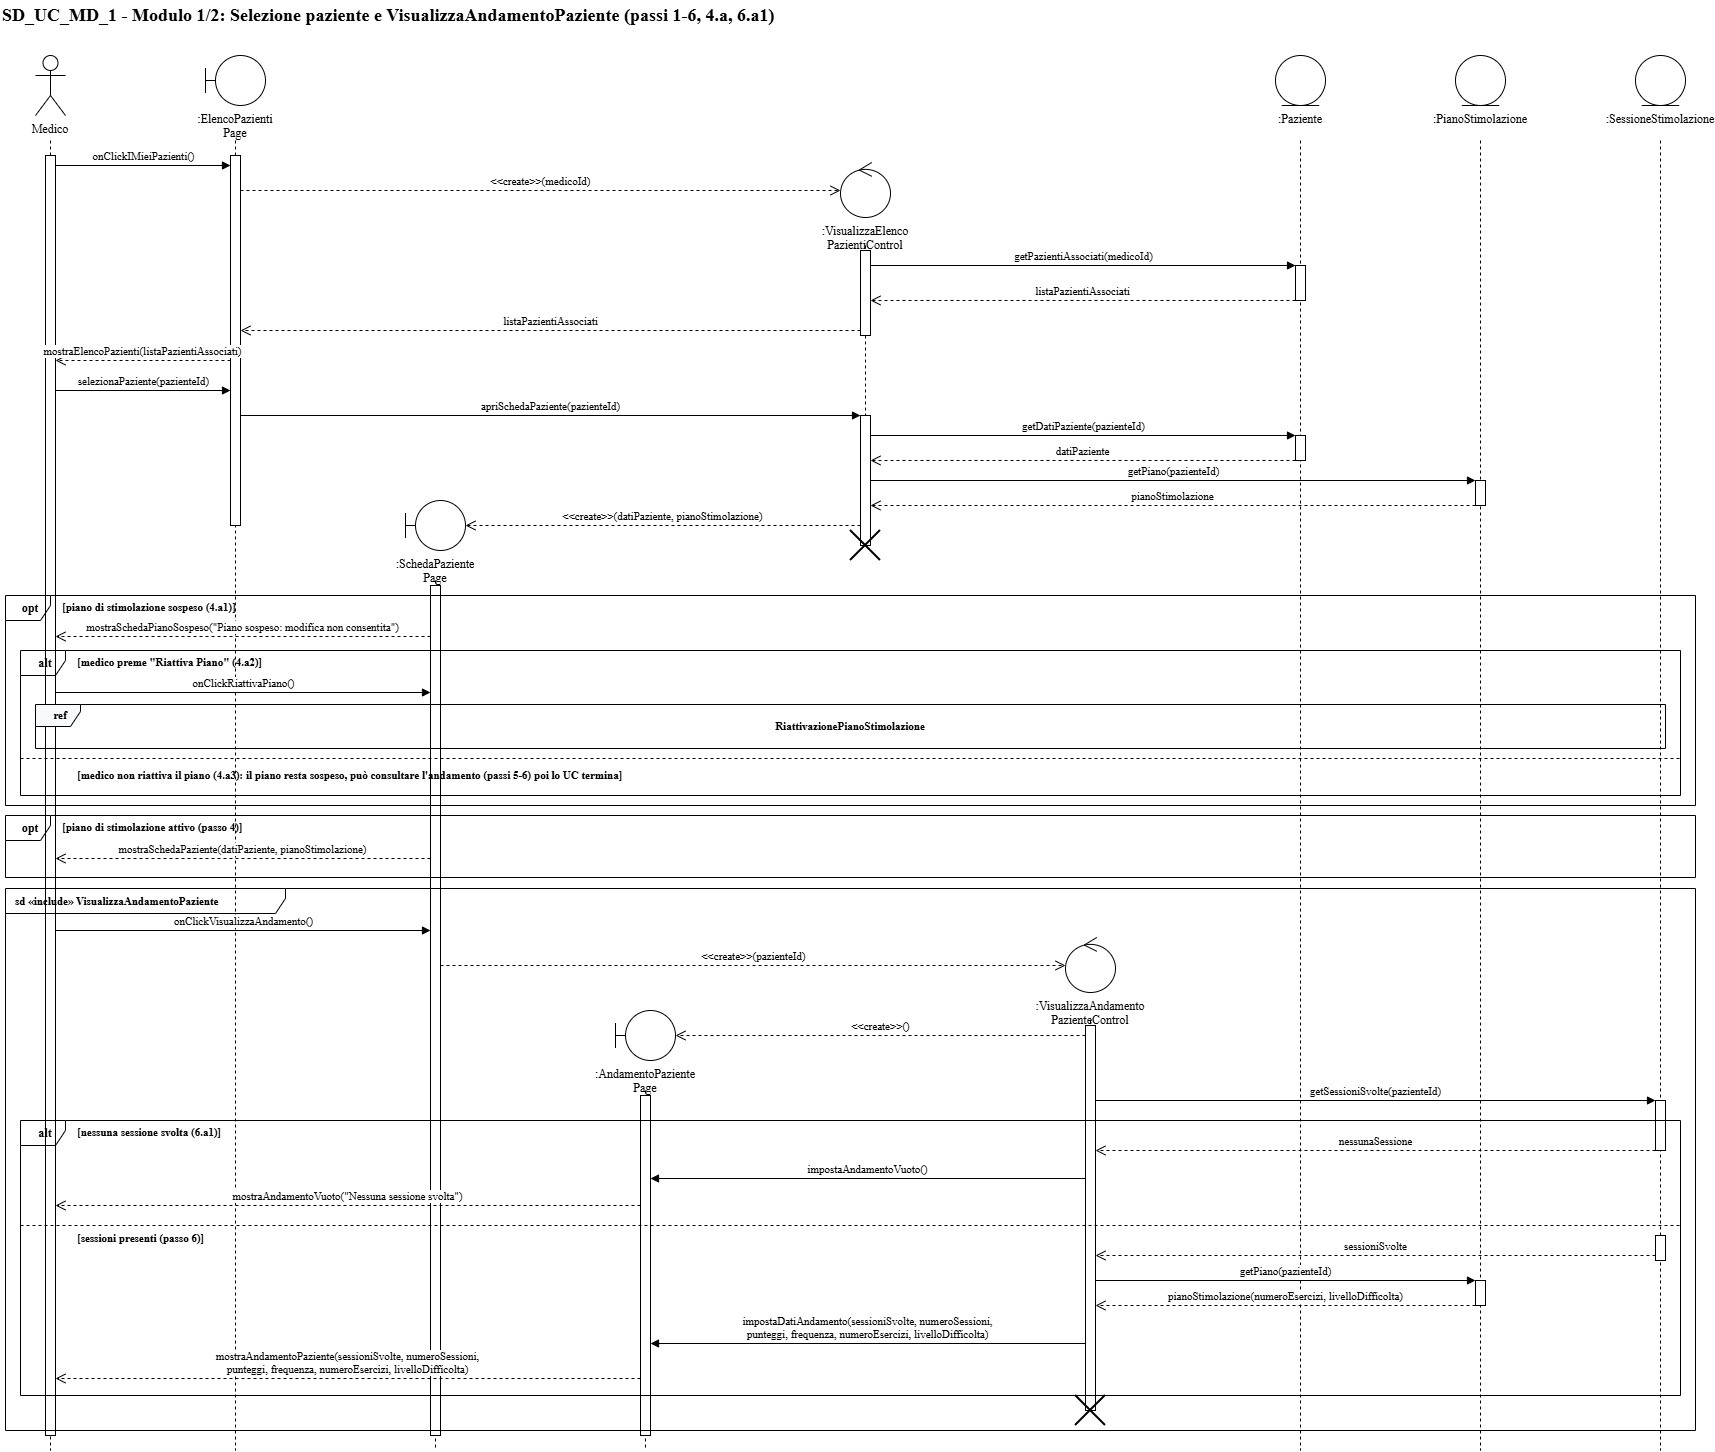 SD_UC_MD_1 - Modulo 1/2: Selezione paziente e VisualizzaAndamentoPaziente (passi 1-6, 4.a, 6.a1)
Medico
:ElencoPazienti
Page
:Paziente
:PianoStimolazione
:SessioneStimolazione
onClickIMieiPazienti()
<<create>>(medicoId)
:VisualizzaElenco
PazientiControl
getPazientiAssociati(medicoId)
listaPazientiAssociati
listaPazientiAssociati
mostraElencoPazienti(listaPazientiAssociati)
selezionaPaziente(pazienteId)
apriSchedaPaziente(pazienteId)
getDatiPaziente(pazienteId)
datiPaziente
getPiano(pazienteId)
pianoStimolazione
<<create>>(datiPaziente, pianoStimolazione)
:SchedaPaziente
Page
opt
[piano di stimolazione sospeso (4.a1)]
mostraSchedaPianoSospeso("Piano sospeso: modifica non consentita")
alt
[medico preme "Riattiva Piano" (4.a2)]
onClickRiattivaPiano()
ref
RiattivazionePianoStimolazione
[medico non riattiva il piano (4.a3): il piano resta sospeso, può consultare l'andamento (passi 5-6) poi lo UC termina]
opt
[piano di stimolazione attivo (passo 4)]
mostraSchedaPaziente(datiPaziente, pianoStimolazione)
sd «include» VisualizzaAndamentoPaziente
onClickVisualizzaAndamento()
<<create>>(pazienteId)
:VisualizzaAndamento
PazienteControl
<<create>>()
:AndamentoPaziente
Page
getSessioniSvolte(pazienteId)
alt
[nessuna sessione svolta (6.a1)]
nessunaSessione
impostaAndamentoVuoto()
mostraAndamentoVuoto("Nessuna sessione svolta")
[sessioni presenti (passo 6)]
sessioniSvolte
getPiano(pazienteId)
pianoStimolazione(numeroEsercizi, livelloDifficolta)
impostaDatiAndamento(sessioniSvolte, numeroSessioni,
punteggi, frequenza, numeroEsercizi, livelloDifficolta)
mostraAndamentoPaziente(sessioniSvolte, numeroSessioni,
punteggi, frequenza, numeroEsercizi, livelloDifficolta)